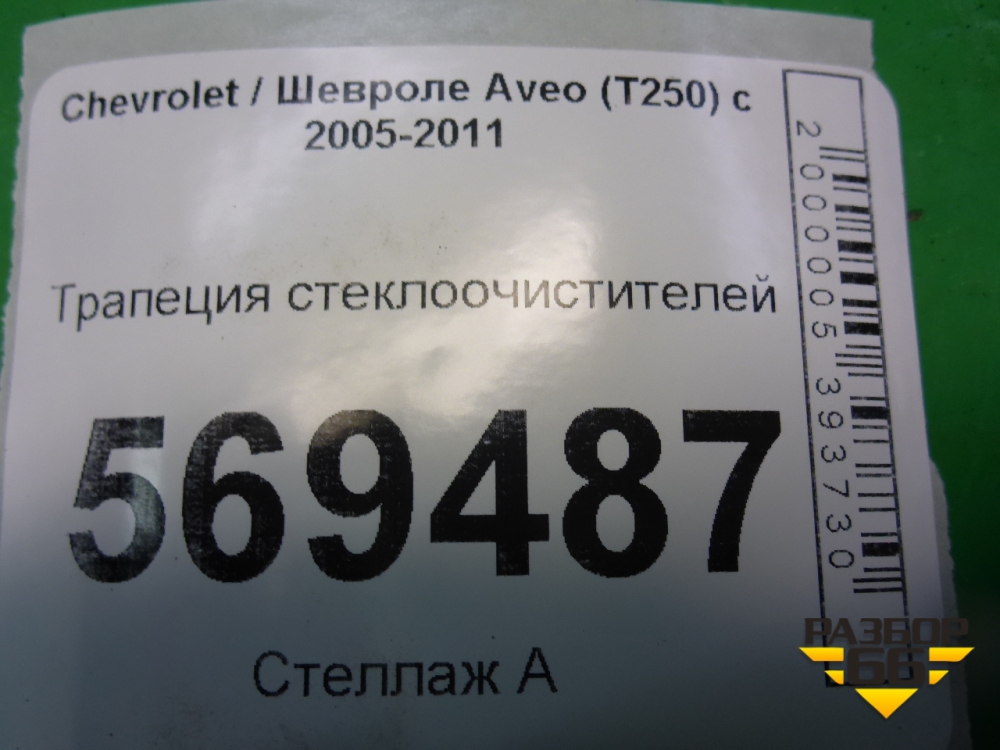 Chevrolet / Шевроле Aveo (T250) с
2005-2011
Трапеция стеклоочистителей
569487
Стеллаж А
2000005393730
РАЗБОР
66